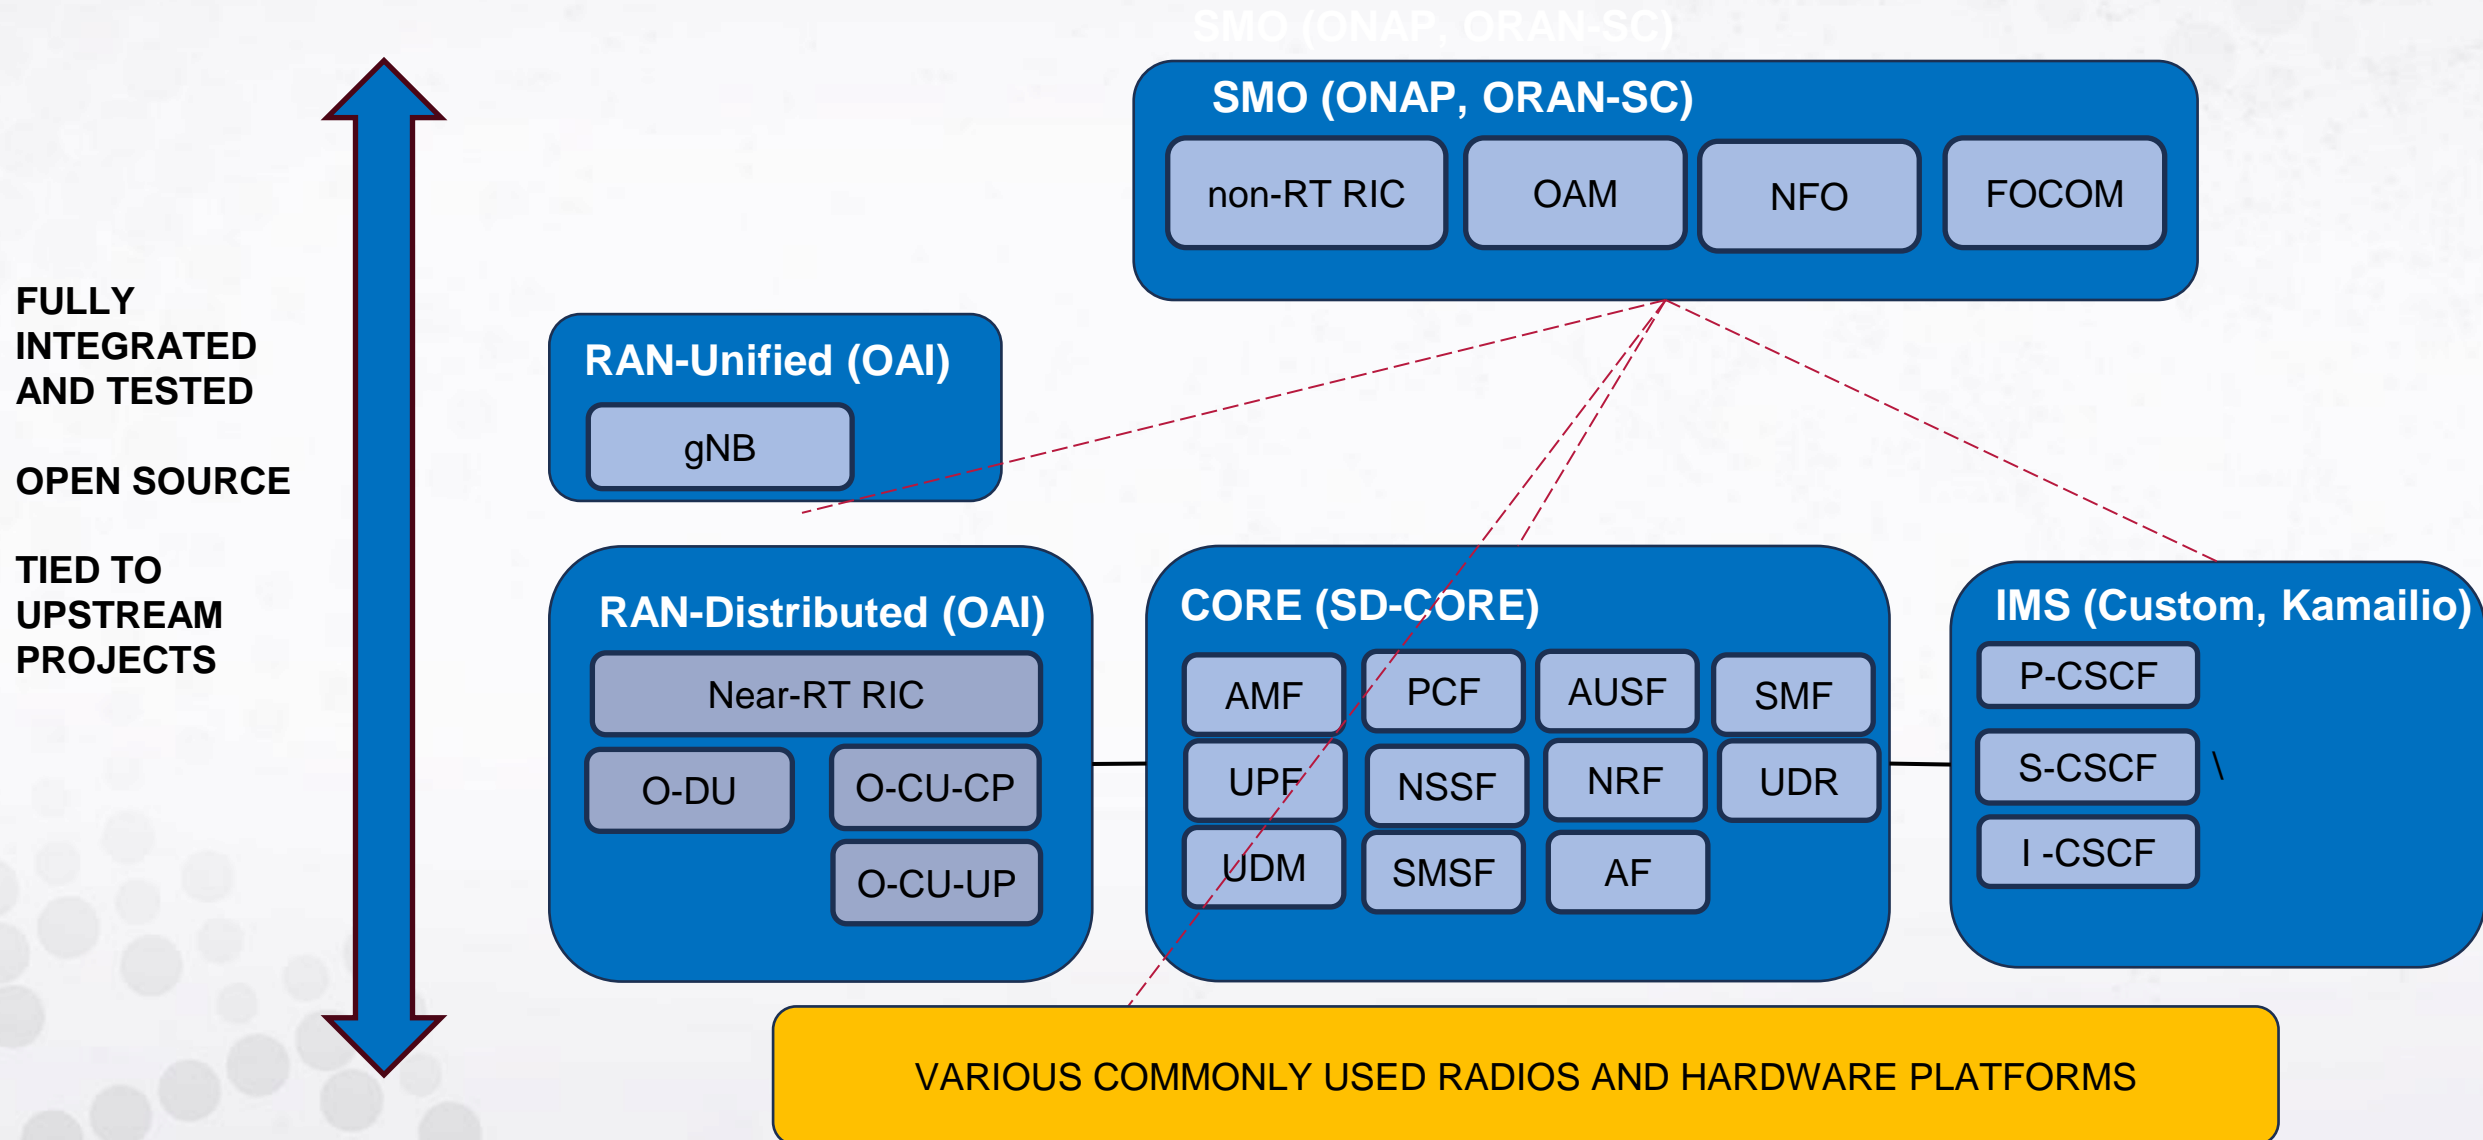 SMO (ONAP, ORAN-SC)
SMO (ONAP, ORAN-SC)
non-RT RIC
OAM
NFO
FOCOM
FULLY
INTEGRATED
AND TESTED
OPEN SOURCE
TIED TO
UPSTREAM
PROJECTS
RAN-Unified (OAI)
gNB
RAN-Distributed (OAI)
Near-RT RIC
O-DU
O-CU-CP
O-CU-UP
CORE (SD-CORE)
AMF
PCF
AUSF
SMF
UPF
NSSF
NRF
UDR
UDM
SMSF
AF
IMS (Custom, Kamailio)
P-CSCF
S-CSCF
\
I -CSCF
VARIOUS COMMONLY USED RADIOS AND HARDWARE PLATFORMS